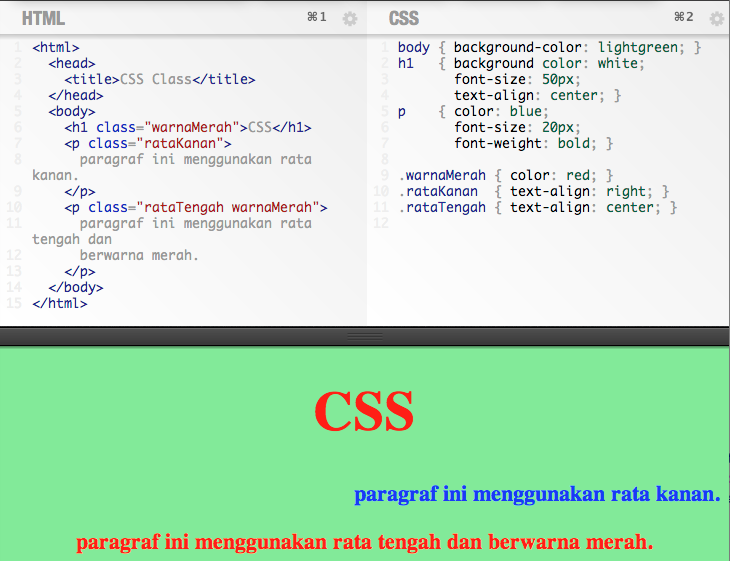 HTML ⌘1
1 <html>
2 <head>
3 <title>CSS Class</title>
4 </head>
5 <body>
6 <h1 class="warnaMerah">CSS</h1>
7 <p class="rataKanan">
8 paragraf ini menggunakan rata
kanan.
9 </p>
10 <p class="rataTengah warnaMerah">
11 paragraf ini menggunakan rata
tengah dan
12 berwarna merah.
13 </p>
14 </body>
15 </html>
CSS ⌘2
1 body { background-color: lightgreen; }
2 h1 { background color: white;
3 font-size: 50px;
4 text-align: center; }
5 p { color: blue;
6 font-size: 20px;
7 font-weight: bold; }
8
9 .warnaMerah { color: red; }
10 .rataKanan { text-align: right; }
11 .rataTengah { text-align: center; }
12
CSS
paragraf ini menggunakan rata kanan.
paragraf ini menggunakan rata tengah dan berwarna merah.